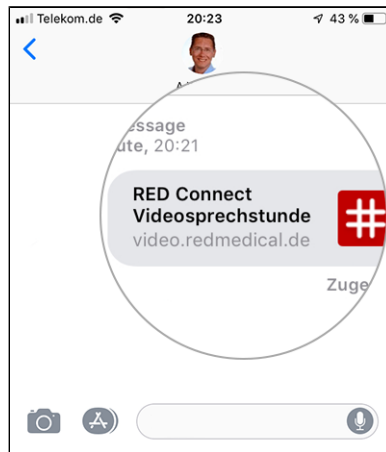 Telekom.de 20:23 43 %
essage
ute, 20:21
RED Connect
Videosprechstunde
video.redmedical.de
Zuge